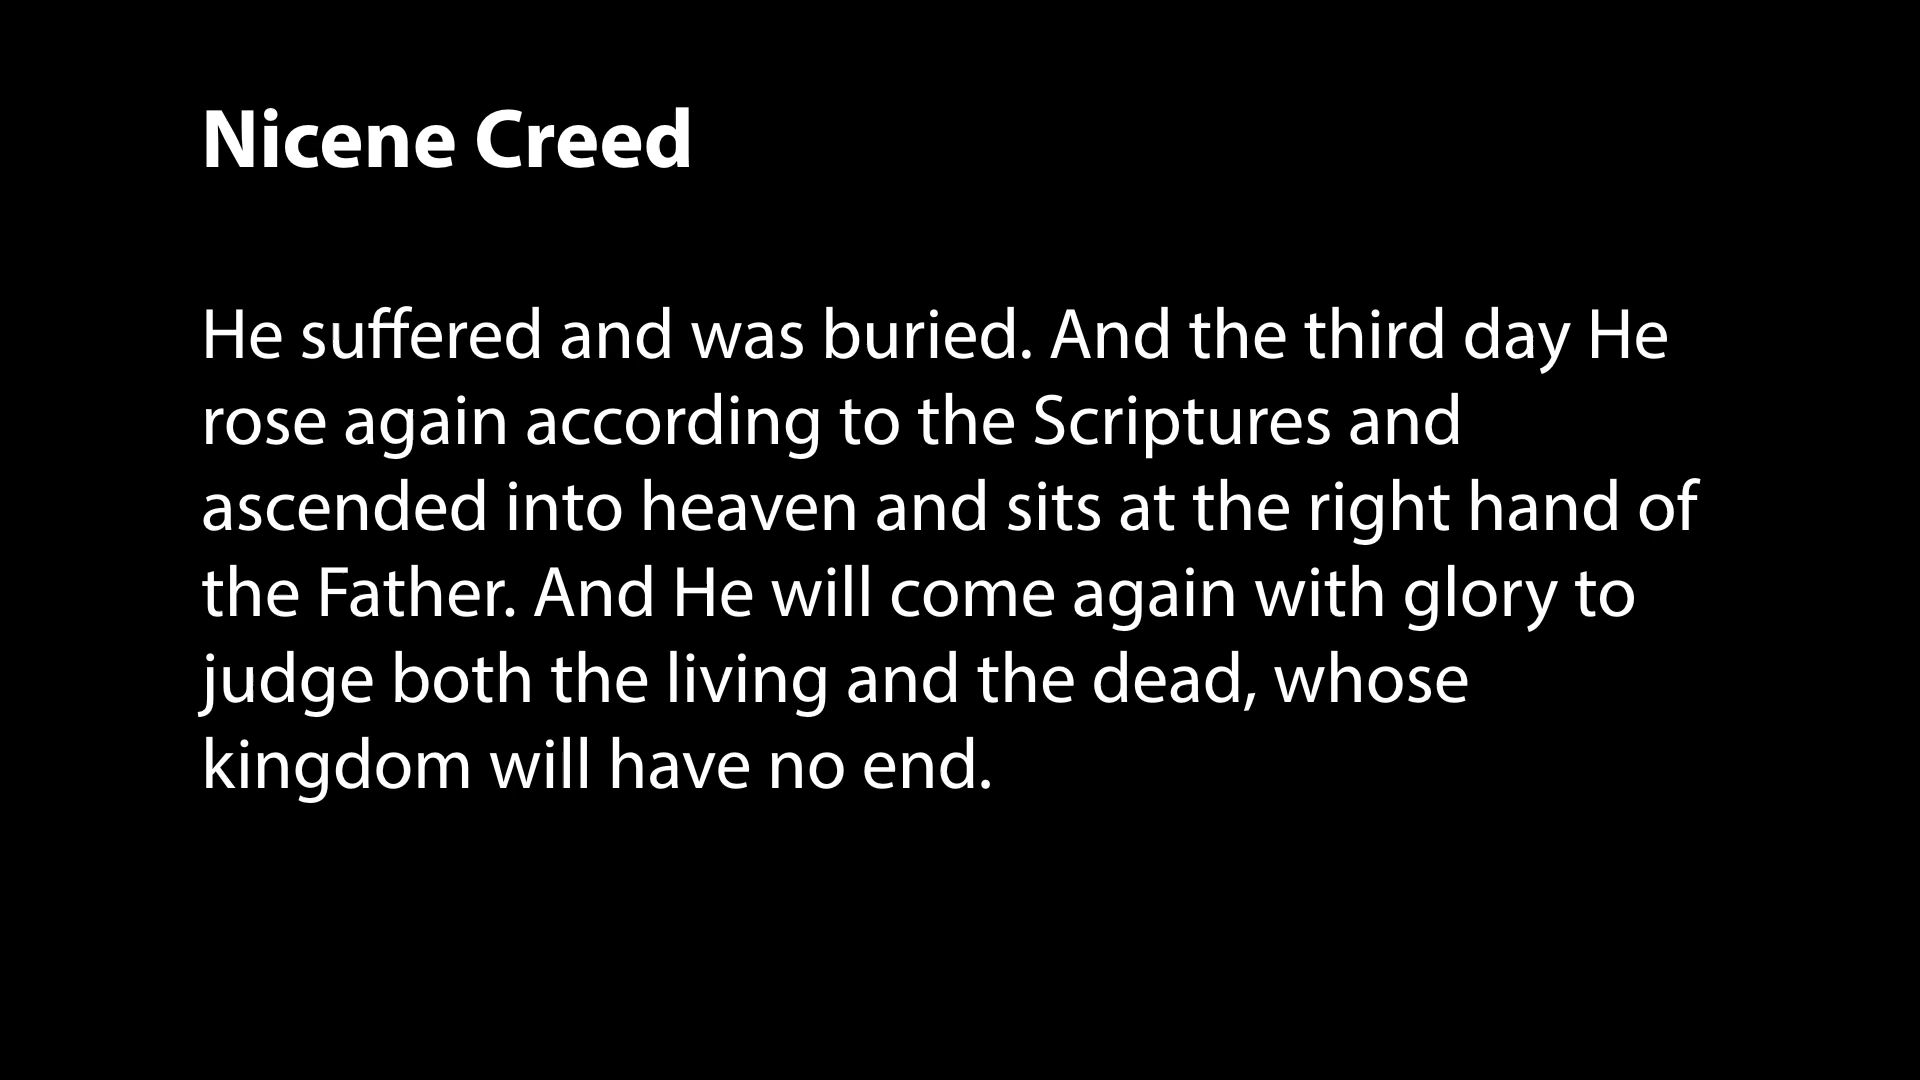 Nicene Creed
He suffered and was buried. And the third day He
rose again according to the Scriptures and
ascended into heaven and sits at the right hand of
the Father. And He will come again with glory to
judge both the living and the dead, whose
kingdom will have no end.